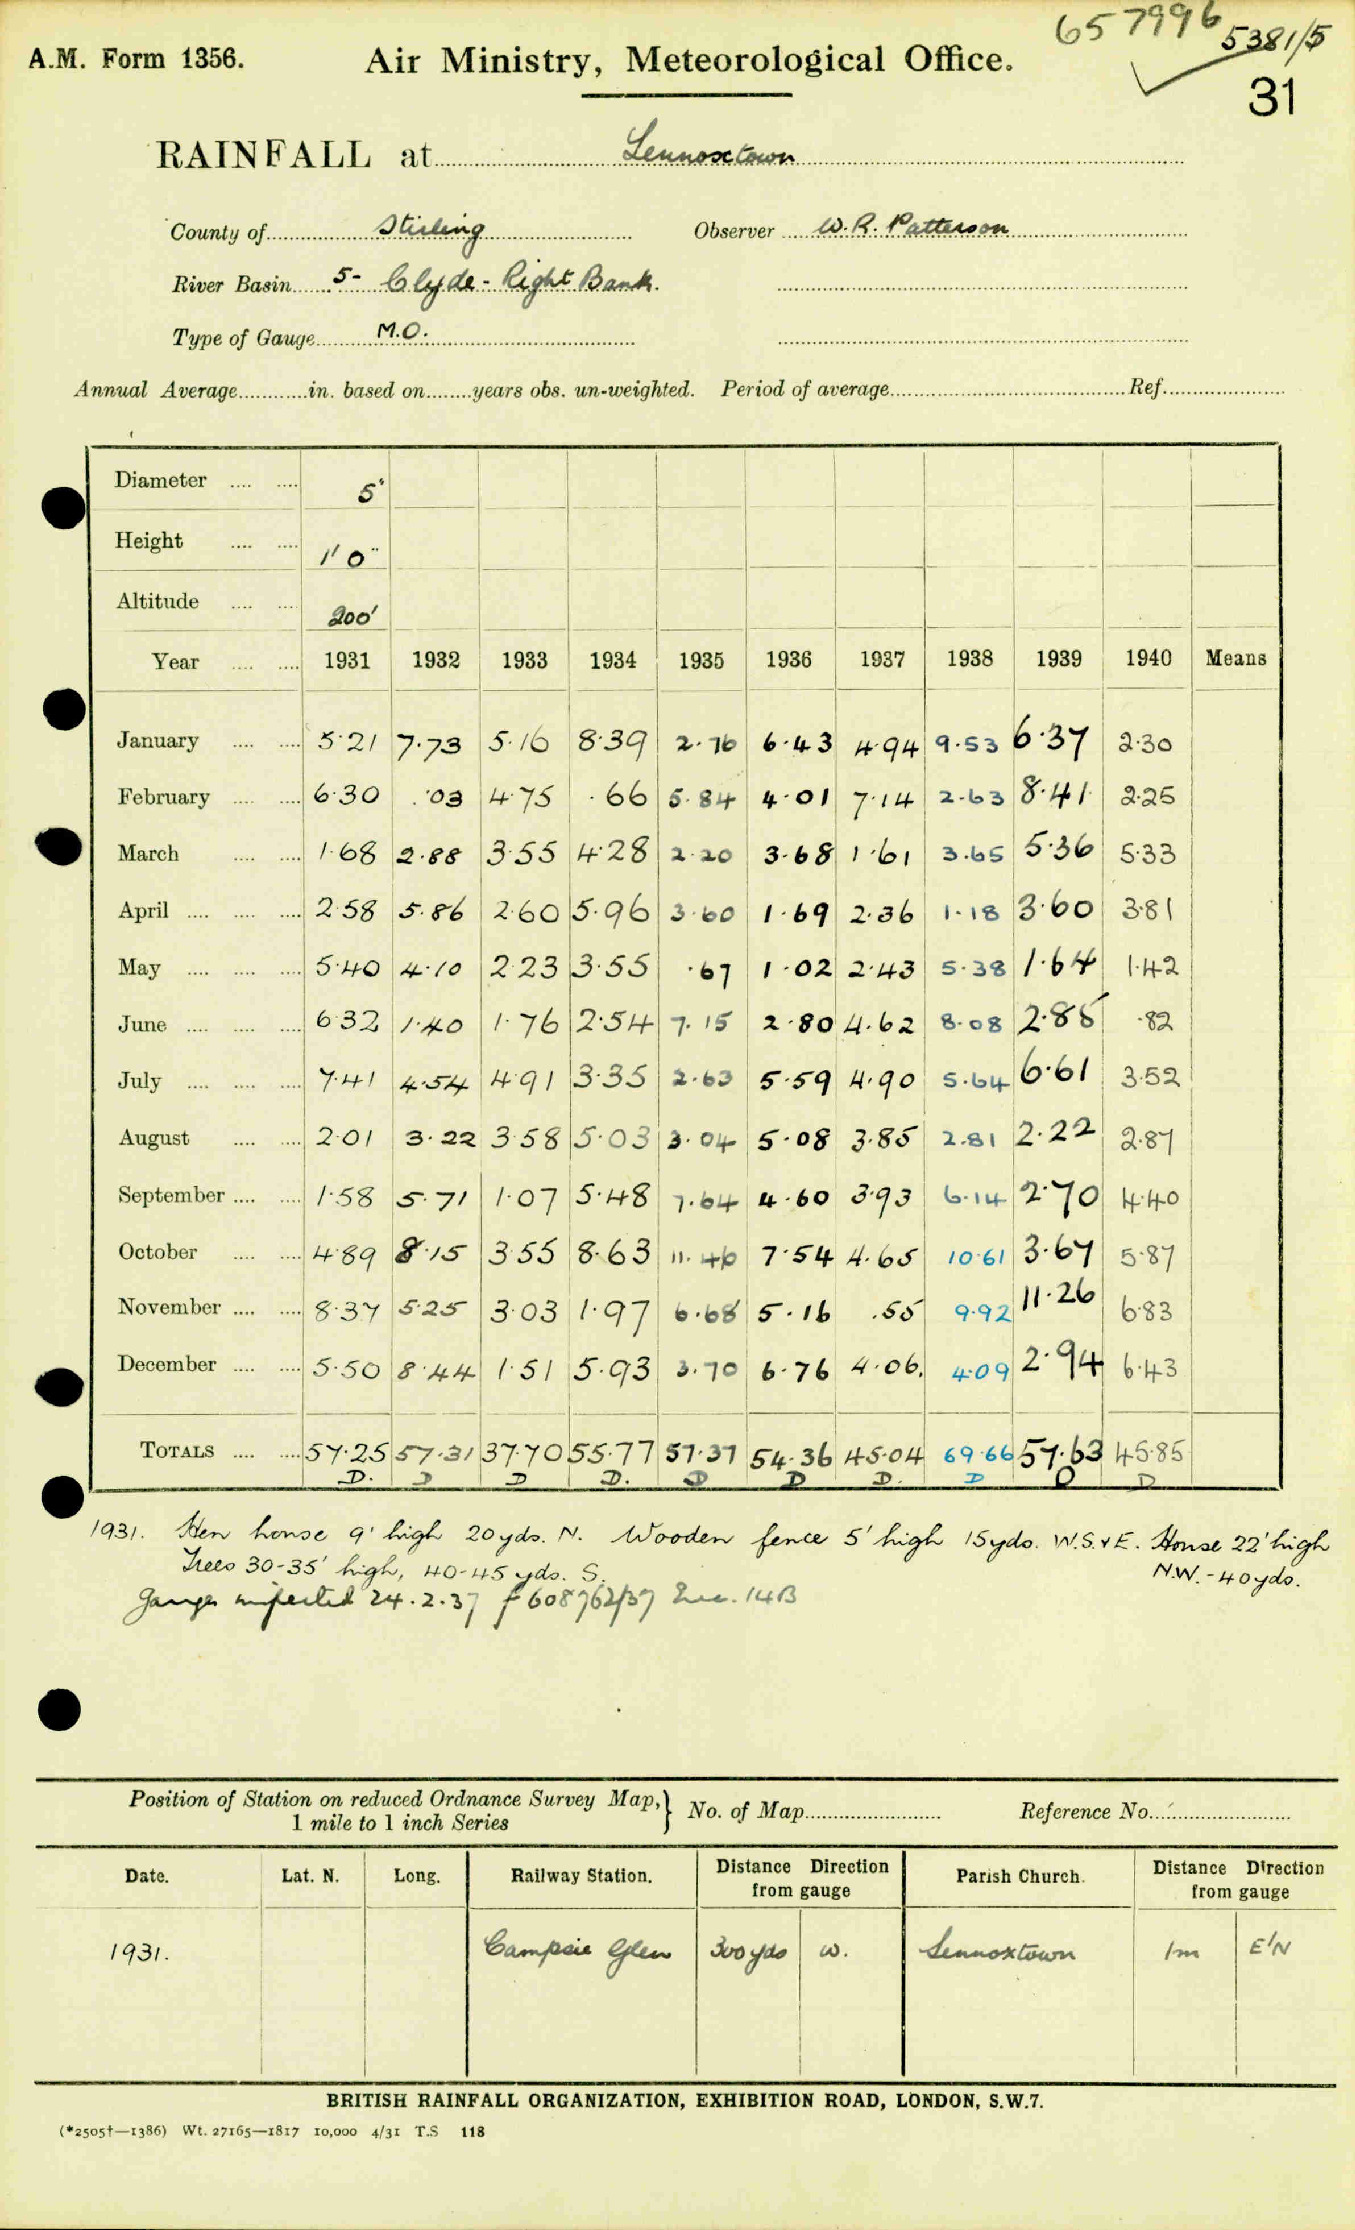 657996
5381/5
A.M. Form 1356. Air Ministry, Meteorological Office.
31
RAINFALL at Lennoxtown
County of Stirling Observer W. R. Patterson
River Basin 5- Clyde - Right Bank.
Type of Gauge M.O.
Annual Average............in. based on........years obs. un-weighted. Period of average........ Ref........
Diameter .... .... 5"
Height .... .... 1' 0"
Altitude .... .... 200'
Year .... .... 1931 1932 1933 1934 1935 1936 1937 1938 1939 1940 Means
January .... .... 5·21 7·73 5·16 8·39 2·76 6·43 4·94 9·53 6·37 2·30
February .... .... 6·30 ·03 4·75 ·66 5·84 4·01 7·14 2·63 8·41 2·25
March .... .... 1·68 2·88 3·55 4·28 2·20 3·68 1·61 3·65 5·36 5·33
April .... .... .... 2·58 5·86 2·60 5·96 3·60 1·69 2·36 1·18 3·60 3·81
May .... .... .... 5·40 4·10 2·23 3·55 ·67 1·02 2·43 5·38 1·64 1·42
June .... .... .... 6·32 1·40 1·76 2·54 7·15 2·80 4·62 8·08 2·85 ·82
July .... .... .... 7·41 4·54 4·91 3·35 2·63 5·59 4·90 5·64 6·61 3·52
August .... .... 2·01 3·22 3·58 5·03 3·04 5·08 3·85 2·81 2·22 2·87
September .... .... 1·58 5·71 1·07 5·48 7·64 4·60 3·93 6·14 2·70 4·40
October .... .... 4·89 8·15 3·55 8·63 11·46 7·54 4·65 10·61 3·67 5·87
November .... .... 8·37 5·25 3·03 1·97 6·68 5·16 ·55 9·92 11·26 6·83
December .... .... 5·50 8·44 1·51 5·93 3·70 6·76 4·06. 4·09 2·94 6·43
TOTALS .... .... 57·25 57·31 37·70 55·77 57·37 54·36 45·04 69·66 57·63 45·85
D. D D D. D D D. D D D
1931. Hen house 9' high 20 yds. N. Wooden fence 5' high 15 yds. W.S. & E. House 22' high
Trees 30-35' high, 40-45 yds. S. N.W. - 40 yds.
Gauge inspected 24.2.37 f 608762/37 Enc. 14B
Position of Station on reduced Ordnance Survey Map,} No. of Map........ Reference No........
1 mile to 1 inch Series
Date. Lat. N. Long. Railway Station. Distance Direction from gauge Parish Church. Distance Direction from gauge
1931. Campsie Glen 300 yds W. Lennoxtown 1m E'N
BRITISH RAINFALL ORGANIZATION, EXHIBITION ROAD, LONDON, S.W.7.
(*2505†—1386) Wt. 27165—1817 10,000 4/31 T.S 118